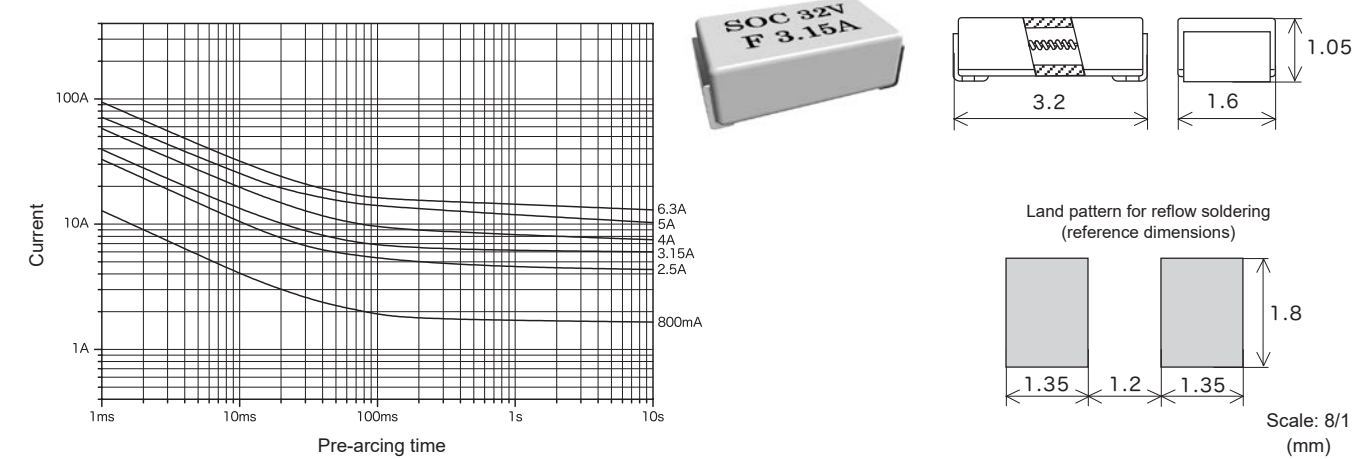 100A
10A
1A
Current
1ms
10ms
100ms
1s
10s
Pre-arcing time
6.3A
5A
4A
3.15A
2.5A
800mA
SOC 32V
F 3.15A
3.2
1.6
1.05
Land pattern for reflow soldering
(reference dimensions)
1.8
1.35
1.2
1.35
Scale: 8/1
(mm)